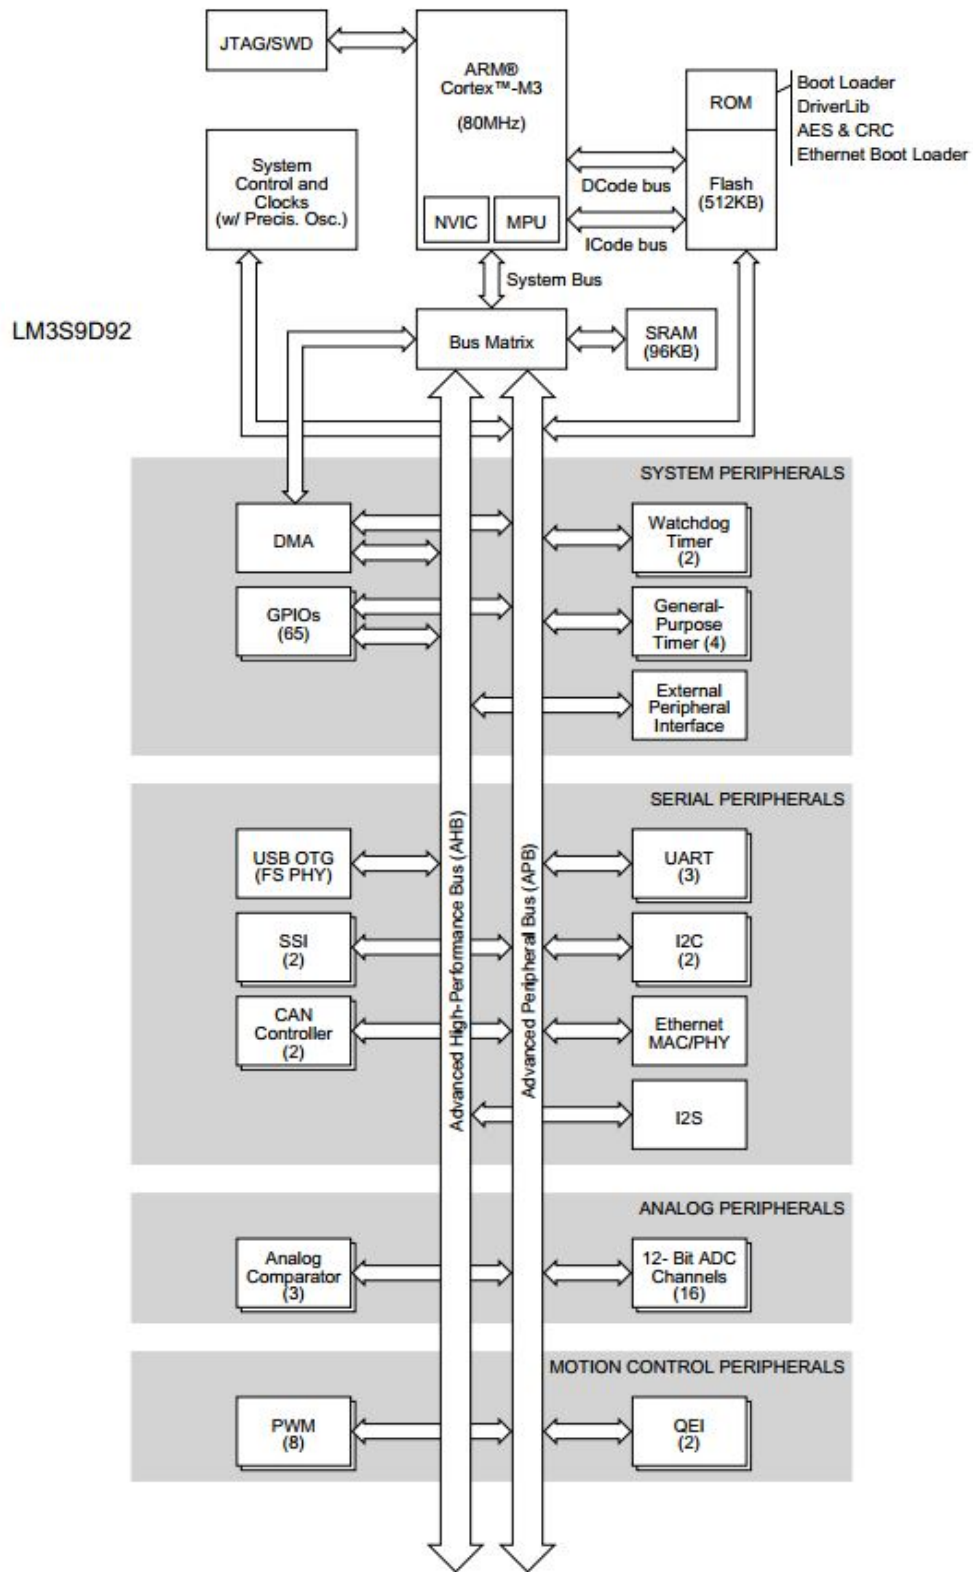 JTAG/SWD
ARM®
Cortex™-M3
(80MHz)
NVIC
MPU
ROM
Flash
(512KB)
Boot Loader
DriverLib
AES & CRC
Ethernet Boot Loader
DCode bus
ICode bus
System
Control and
Clocks
(w/ Precis. Osc.)
System Bus
LM3S9D92
Bus Matrix
SRAM
(96KB)
SYSTEM PERIPHERALS
DMA
Watchdog
Timer
(2)
GPIOs
(65)
General-
Purpose
Timer (4)
External
Peripheral
Interface
Advanced High-Performance Bus (AHB)
Advanced Peripheral Bus (APB)
SERIAL PERIPHERALS
USB OTG
(FS PHY)
UART
(3)
SSI
(2)
I2C
(2)
CAN
Controller
(2)
Ethernet
MAC/PHY
I2S
ANALOG PERIPHERALS
Analog
Comparator
(3)
12- Bit ADC
Channels
(16)
MOTION CONTROL PERIPHERALS
PWM
(8)
QEI
(2)